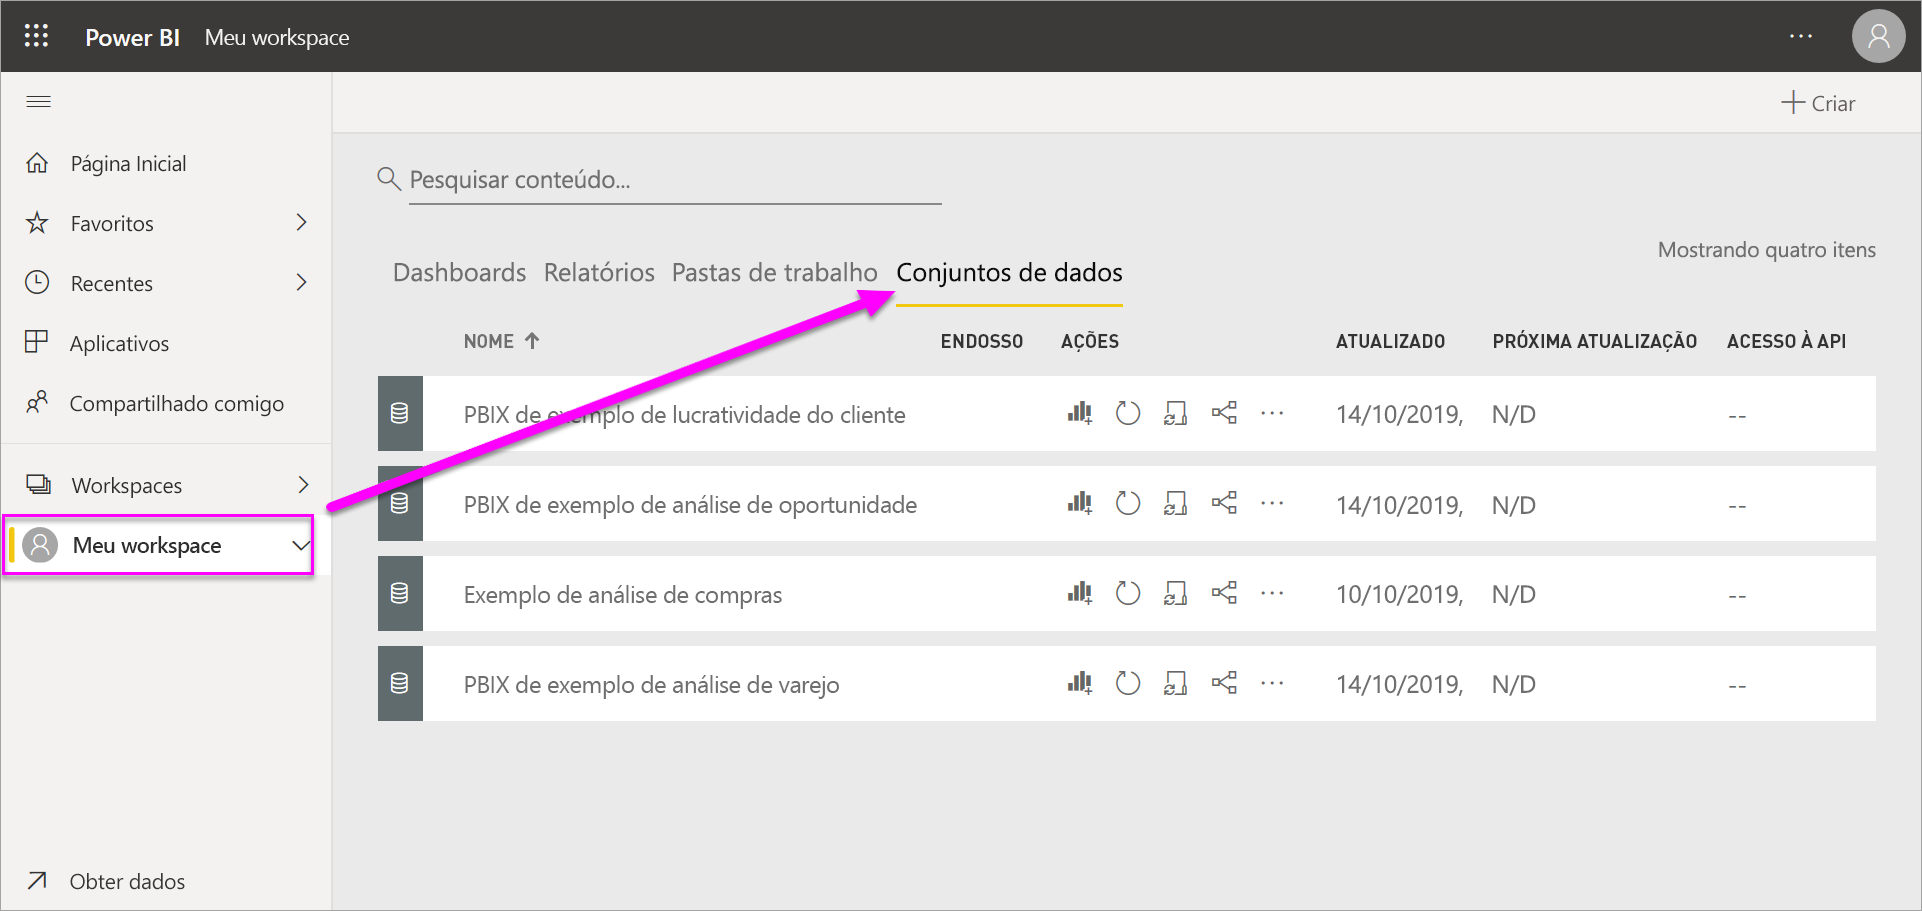 Power BI Meu workspace
Criar
Página Inicial
Pesquisar conteúdo...
Favoritos
Mostrando quatro itens
Dashboards Relatórios Pastas de trabalho Conjuntos de dados
Recentes
NOME ENDOSSO AÇÕES ATUALIZADO PRÓXIMA ATUALIZAÇÃO ACESSO À API
Aplicativos
Compartilhado comigo
PBIX de exemplo de lucratividade do cliente 14/10/2019, N/D --
Workspaces
PBIX de exemplo de análise de oportunidade 14/10/2019, N/D --
Meu workspace
Exemplo de análise de compras 10/10/2019, N/D --
PBIX de exemplo de análise de varejo 14/10/2019, N/D --
Obter dados